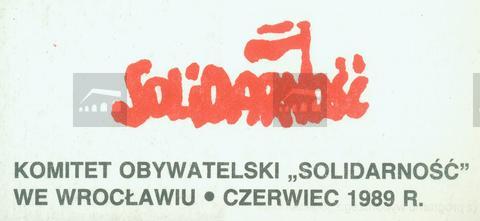 SOLIDARNOŚĆ
KOMITET OBYWATELSKI „SOLIDARNOŚĆ”
WE WROCŁAWIU • CZERWIEC 1989 R.